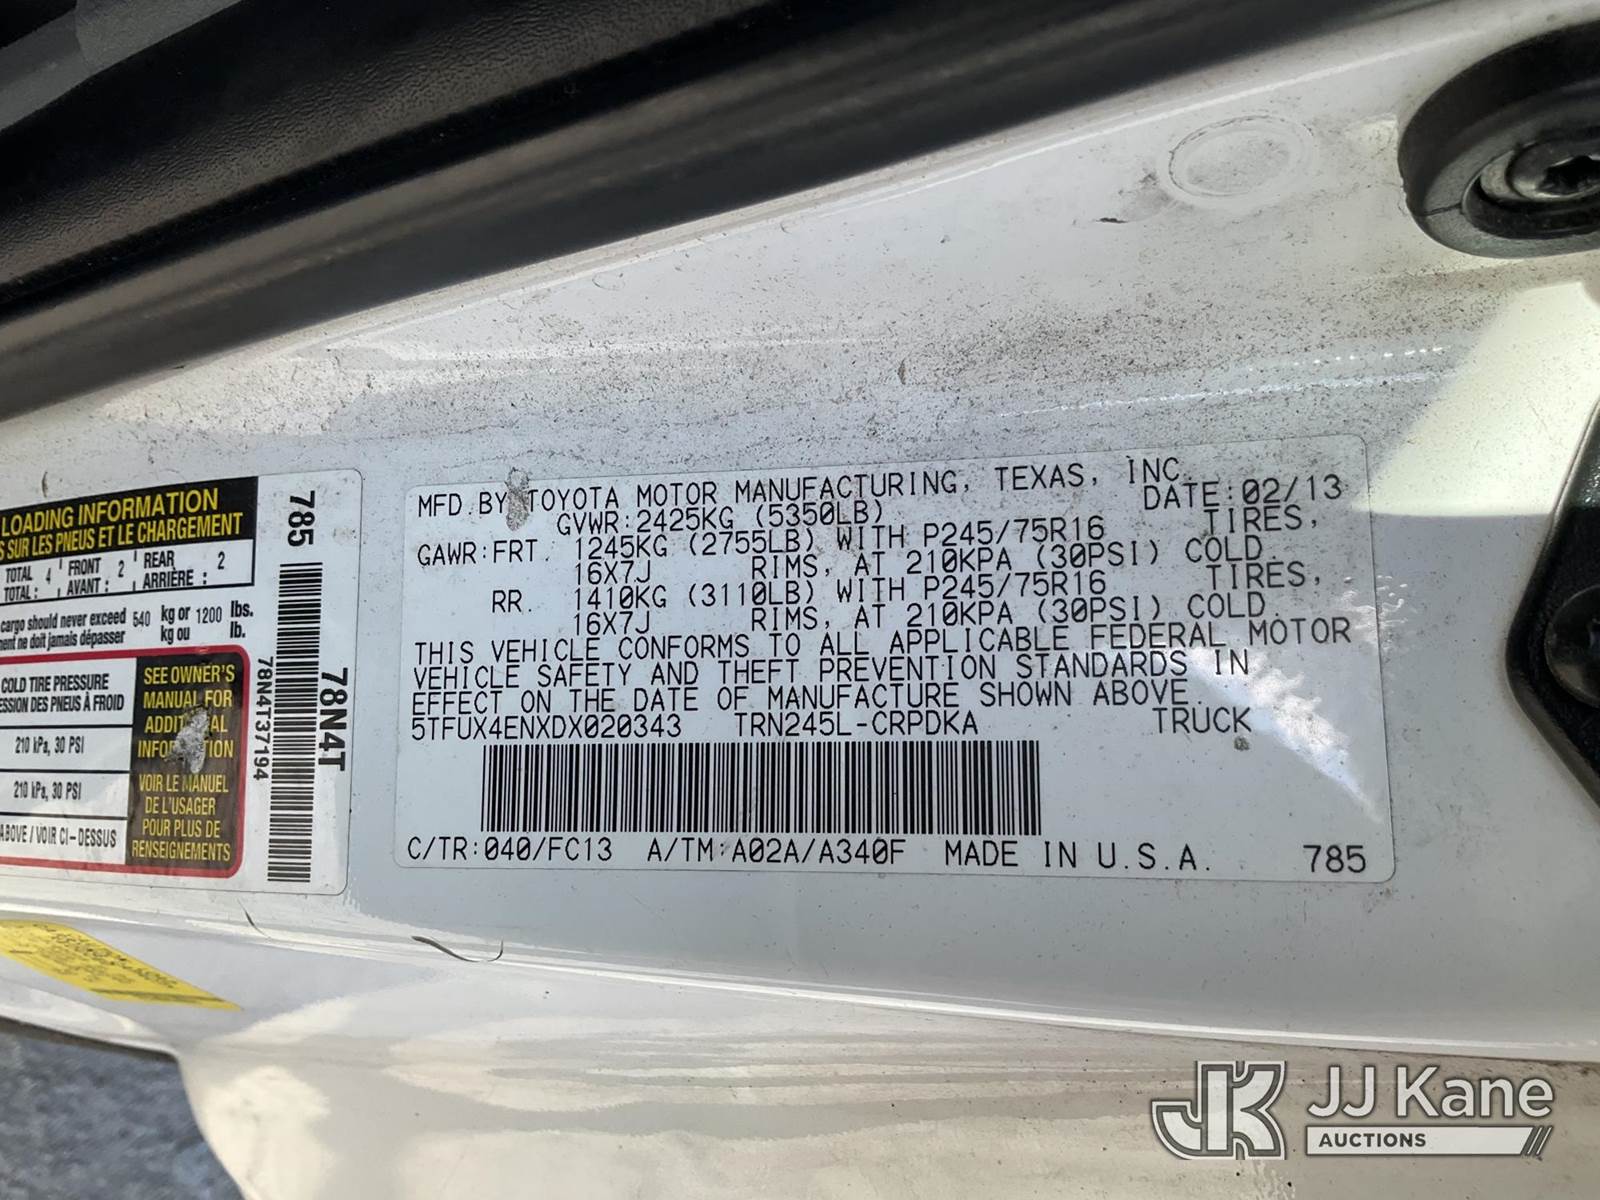 LOADING INFORMATION
S SUR LES PNEUS ET LE CHARGEMENT
TOTAL 4 FRONT 2 REAR 2
TOTAL : AVANT : ARRIÈRE :
cargo should never exceed 540 kg or 1200 lbs.
ment ne doit jamais dépasser kg ou lb.
COLD TIRE PRESSURE
ESSION DES PNEUS À FROID
210 kPa, 30 PSI
210 kPa, 30 PSI
ABOVE / VOIR CI-DESSUS
SEE OWNER'S
MANUAL FOR
VOIR LE MANUEL
DE L'USAGER
POUR PLUS DE
RENSEIGNEMENTS
785
78N4T37194
78N4T
MFD. BY TOYOTA MOTOR MANUFACTURING, TEXAS, INC.
DATE:02/13
GVWR:2425KG (5350LB)
GAWR:FRT. 1245KG (2755LB) WITH P245/75R16 TIRES,
16X7J RIMS, AT 210KPA (30PSI) COLD.
RR. 1410KG (3110LB) WITH P245/75R16 TIRES,
16X7J RIMS, AT 210KPA (30PSI) COLD.
THIS VEHICLE CONFORMS TO ALL APPLICABLE FEDERAL MOTOR
VEHICLE SAFETY AND THEFT PREVENTION STANDARDS IN
EFFECT ON THE DATE OF MANUFACTURE SHOWN ABOVE.
5TFUX4ENXDX020343 TRN245L-CRPDKA TRUCK
C/TR:040/FC13 A/TM:A02A/A340F MADE IN U.S.A. 785
JJ Kane
AUCTIONS